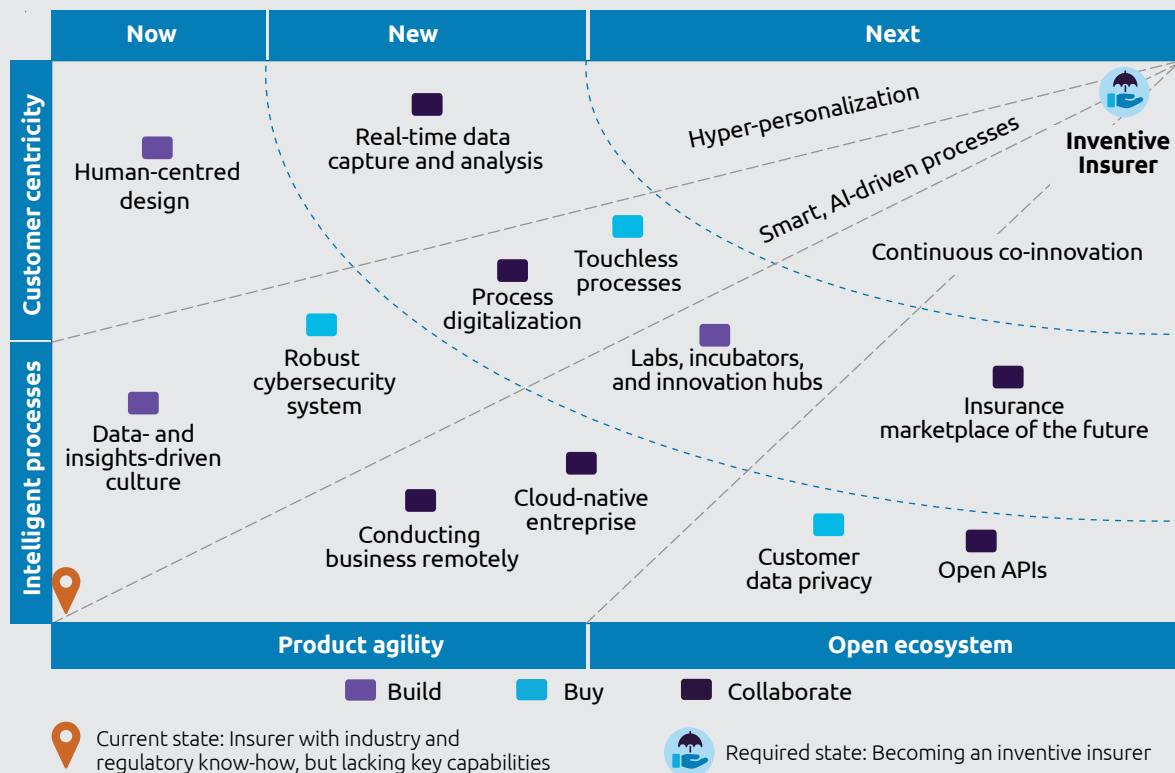 Now
New
Next
Customer centricity
Intelligent processes
Human-centred
design
Real-time data
capture and analysis
Hyper-personalization
Smart, AI-driven processes
Inventive
Insurer
Continuous co-innovation
Touchless
processes
Process
digitalization
Robust
cybersecurity
system
Labs, incubators,
and innovation hubs
Insurance
marketplace of the future
Data- and
insights-driven
culture
Cloud-native
entreprise
Conducting
business remotely
Customer
data privacy
Open APIs
Product agility
Open ecosystem
Build
Buy
Collaborate
Current state: Insurer with industry and
regulatory know-how, but lacking key capabilities
Required state: Becoming an inventive insurer